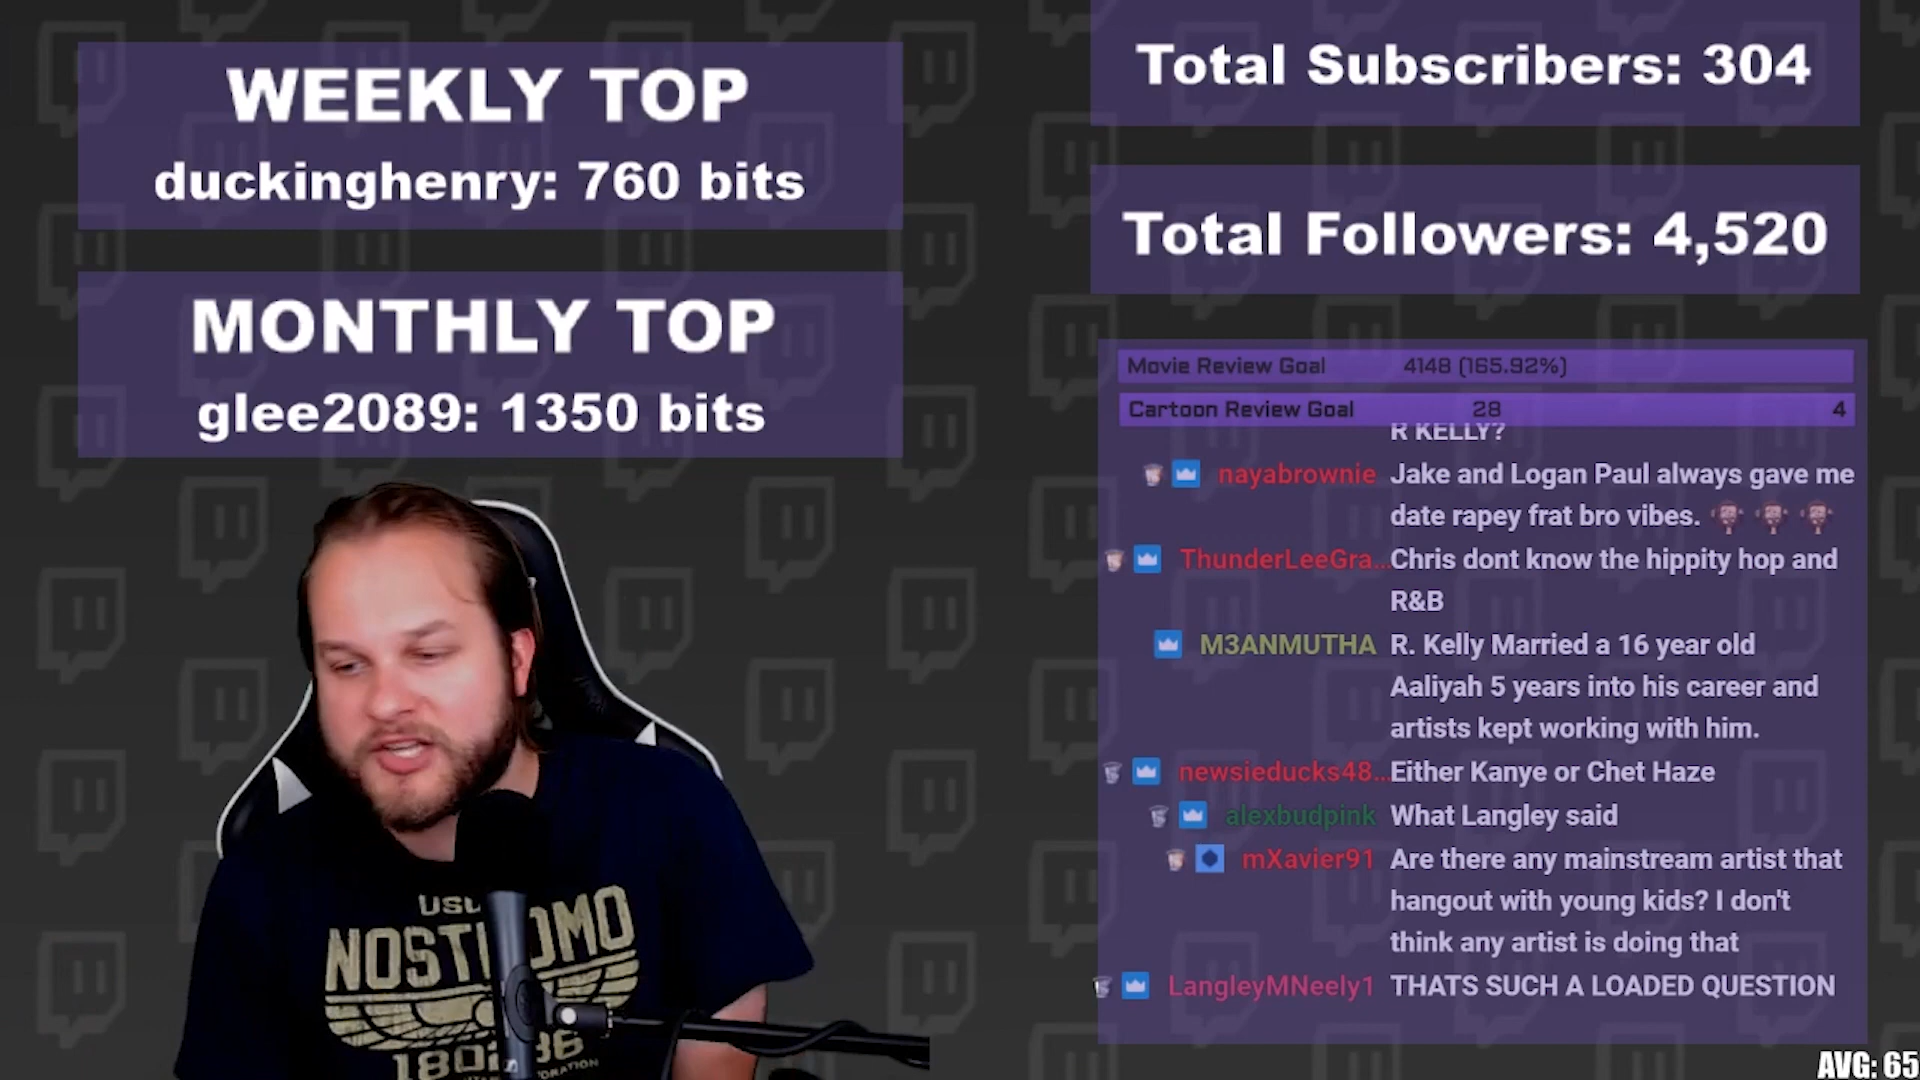 WEEKLY TOP
duckinghenry: 760 bits
MONTHLY TOP
glee2089: 1350 bits
Total Subscribers: 304
Total Followers: 4,520
Movie Review Goal 4148 (165.92%)
Cartoon Review Goal 28 4
R KELLY?
nayabrownie Jake and Logan Paul always gave me
date rapey frat bro vibes.
ThunderLeeGra... Chris dont know the hippity hop and
R&B
M3ANMUTHA R. Kelly Married a 16 year old
Aaliyah 5 years into his career and
artists kept working with him.
newsieducks48... Either Kanye or Chet Haze
alexbudpink What Langley said
mXavier91 Are there any mainstream artist that
hangout with young kids? I don't
think any artist is doing that
LangleyMNeely1 THATS SUCH A LOADED QUESTION
NOST OMO
180 86
AVG: 65